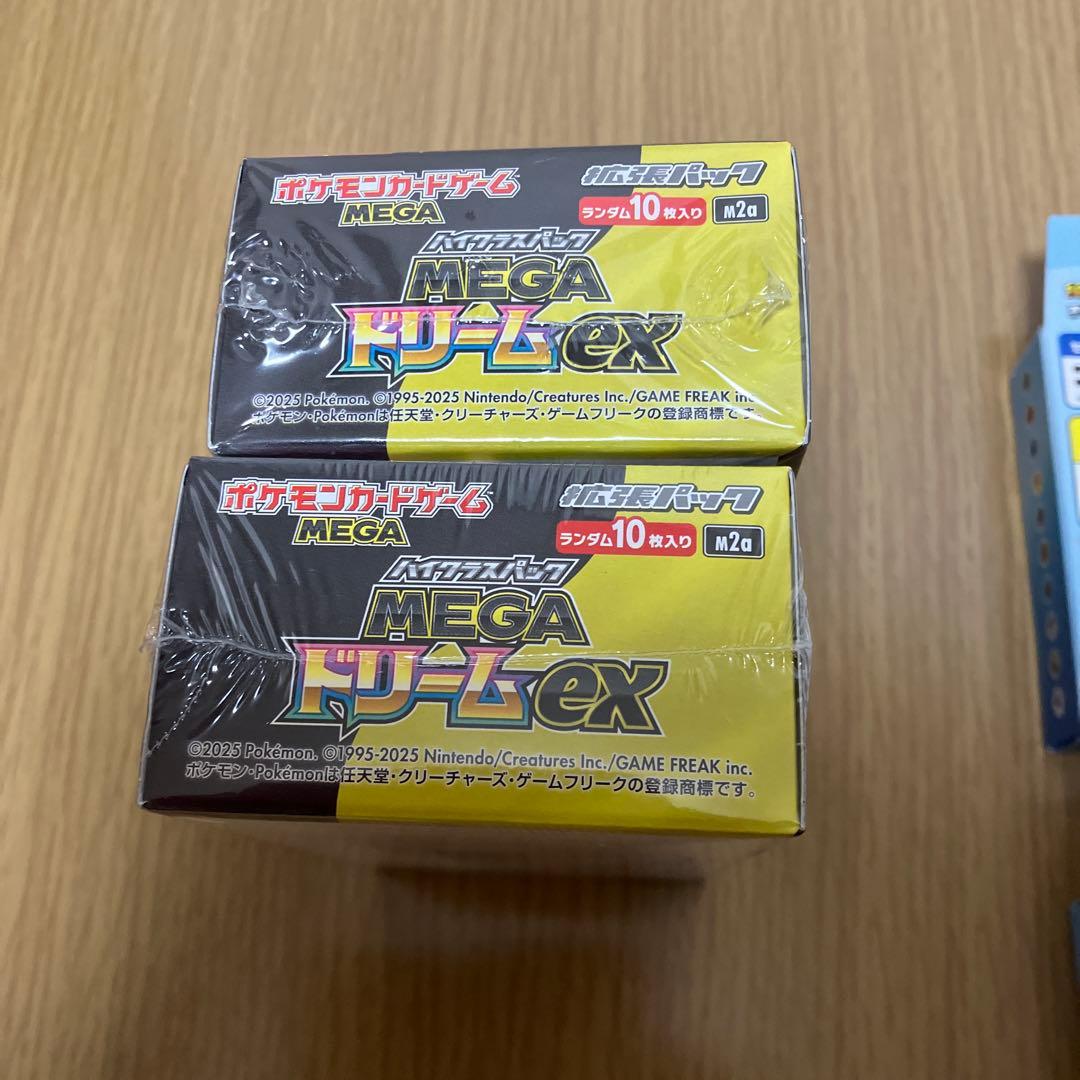 ポケモンカードゲーム
MEGA
拡張パック
ランダム10枚入り M2a
ハイクラスパック
MEGA
ドリームex
©2025 Pokémon. ©1995-2025 Nintendo/Creatures Inc./GAME FREAK inc.
ポケモン・Pokémonは任天堂・クリーチャーズ・ゲームフリークの登録商標です。
ポケモンカードゲーム
MEGA
拡張パック
ランダム10枚入り M2a
ハイクラスパック
MEGA
ドリームex
©2025 Pokémon. ©1995-2025 Nintendo/Creatures Inc./GAME FREAK inc.
ポケモン・Pokémonは任天堂・クリーチャーズ・ゲームフリークの登録商標です。